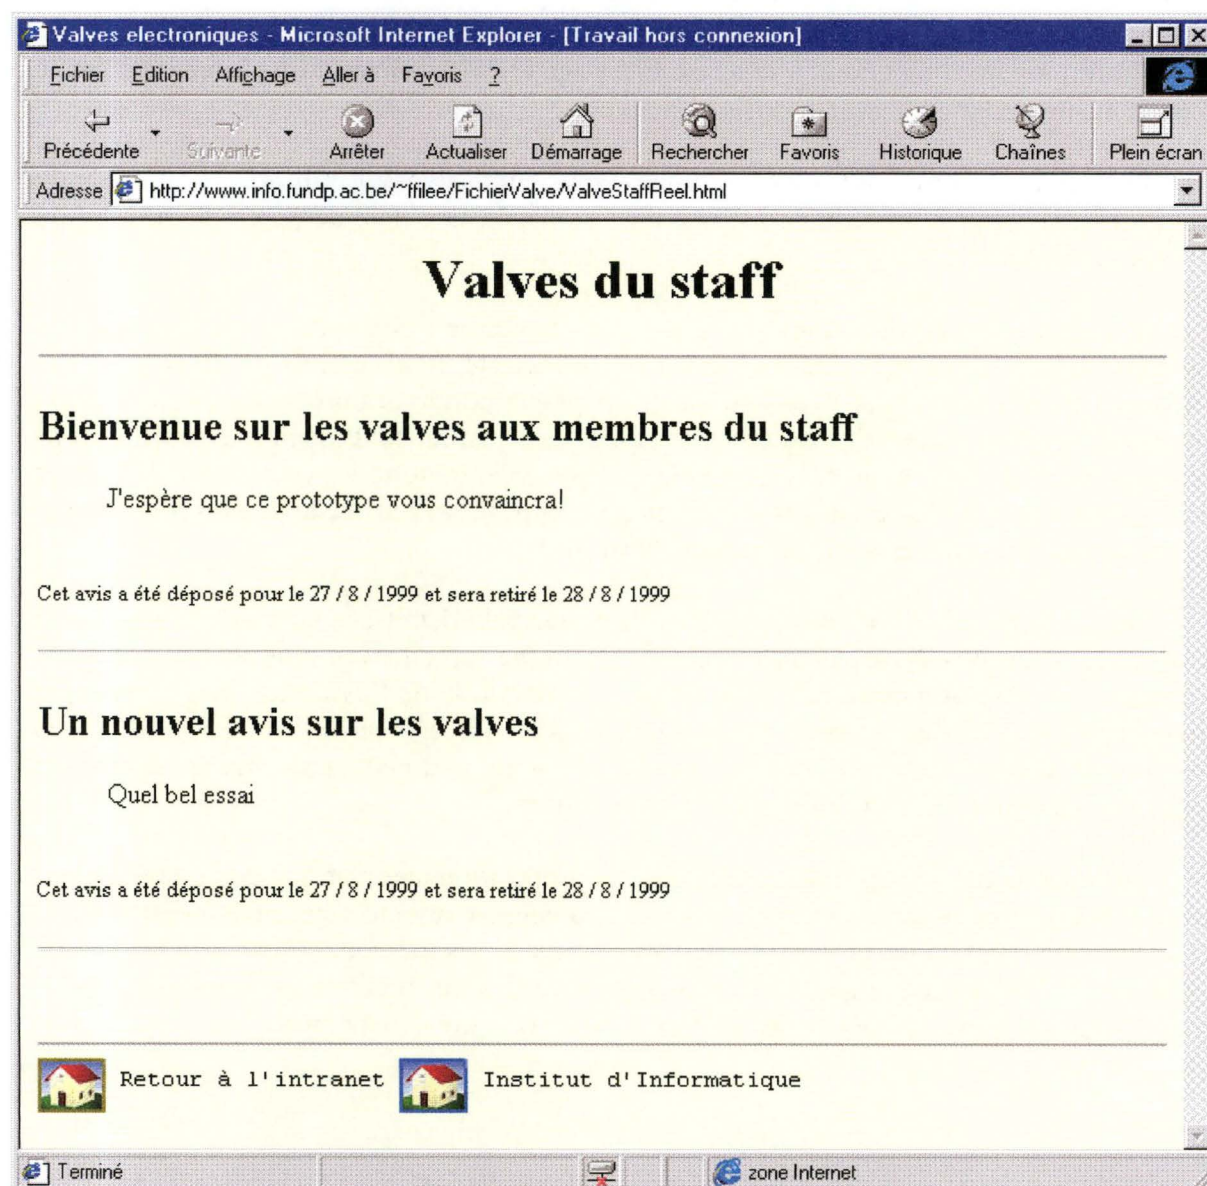 Valves electroniques - Microsoft Internet Explorer - [Travail hors connexion]
Fichier Edition Affichage Aller à Favoris ?
Précédente Suivante Arrêter Actualiser Démarrage Rechercher Favoris Historique Chaînes Plein écran
Adresse http://www.info.fundp.ac.be/~ffilee/FichierValve/ValveStaffReel.html
Valves du staff
Bienvenue sur les valves aux membres du staff
J'espère que ce prototype vous convaincra!
Cet avis a été déposé pour le 27 / 8 / 1999 et sera retiré le 28 / 8 / 1999
Un nouvel avis sur les valves
Quel bel essai
Cet avis a été déposé pour le 27 / 8 / 1999 et sera retiré le 28 / 8 / 1999
Retour à l'intranet Institut d'Informatique
Terminé zone Internet